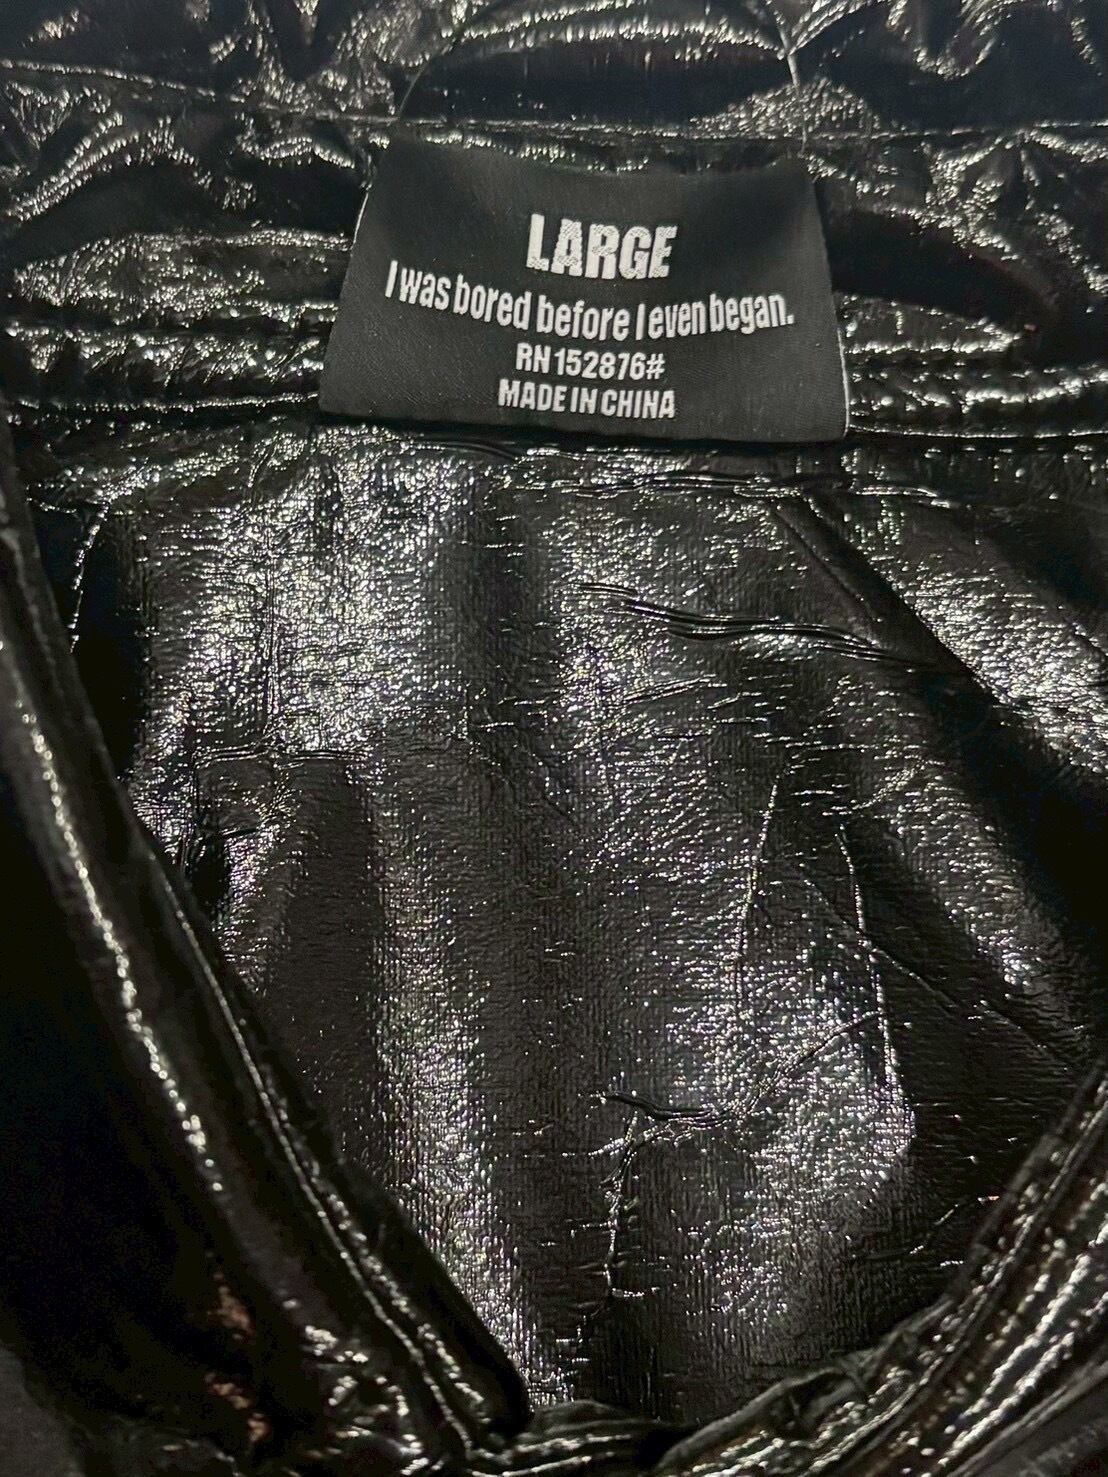 LARGE
I was bored before I even began.
RN 152876#
MADE IN CHINA